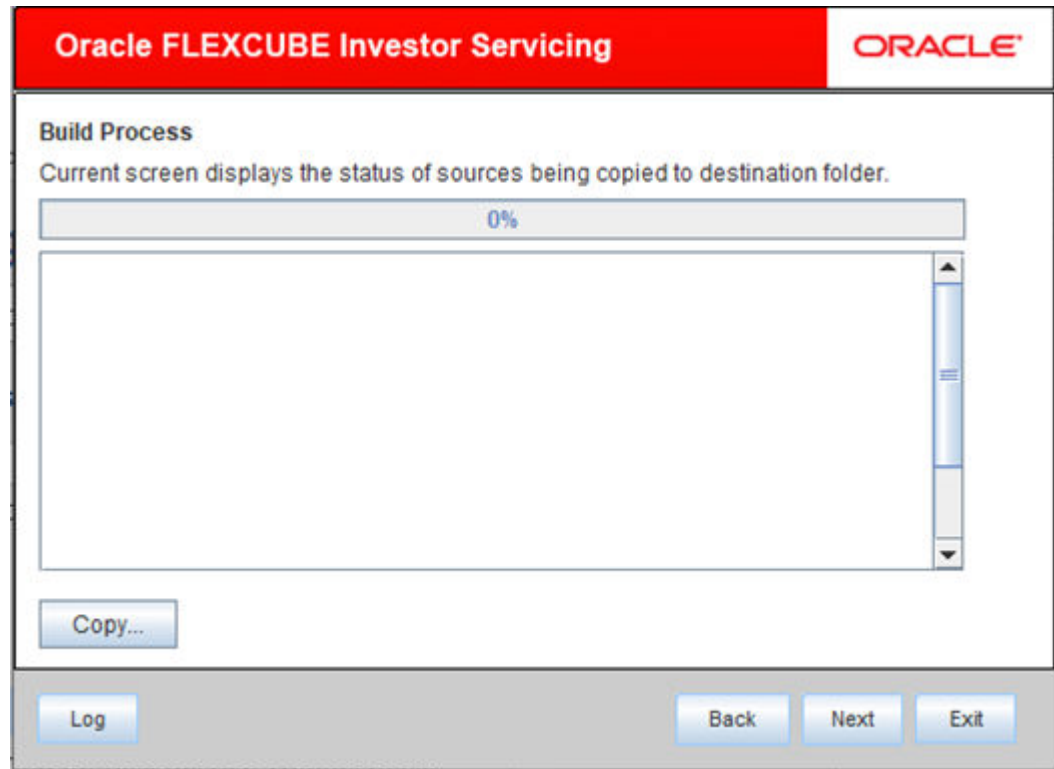 Oracle FLEXCUBE Investor Servicing
ORACLE
Build Process
Current screen displays the status of sources being copied to destination folder.
0%
Copy...
Log
Back
Next
Exit